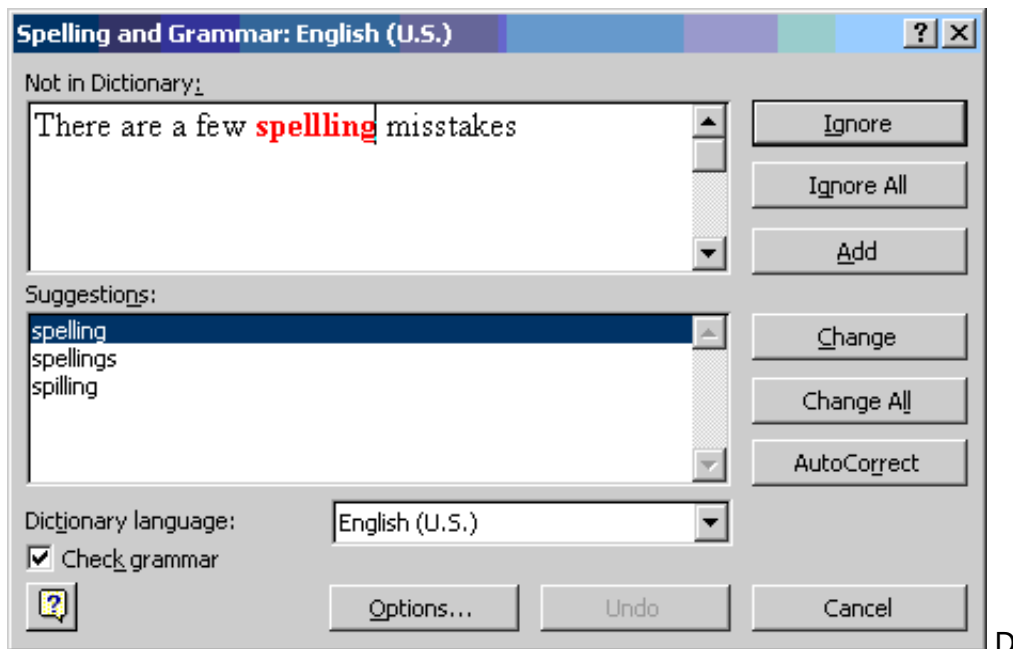 Spelling and Grammar: English (U.S.)
Not in Dictionary:
There are a few spellling misstakes
Ignore
Ignore All
Add
Suggestions:
spelling
spellings
spilling
Change
Change All
AutoCorrect
Dictionary language: English (U.S.)
Check grammar
Options... Undo Cancel
D